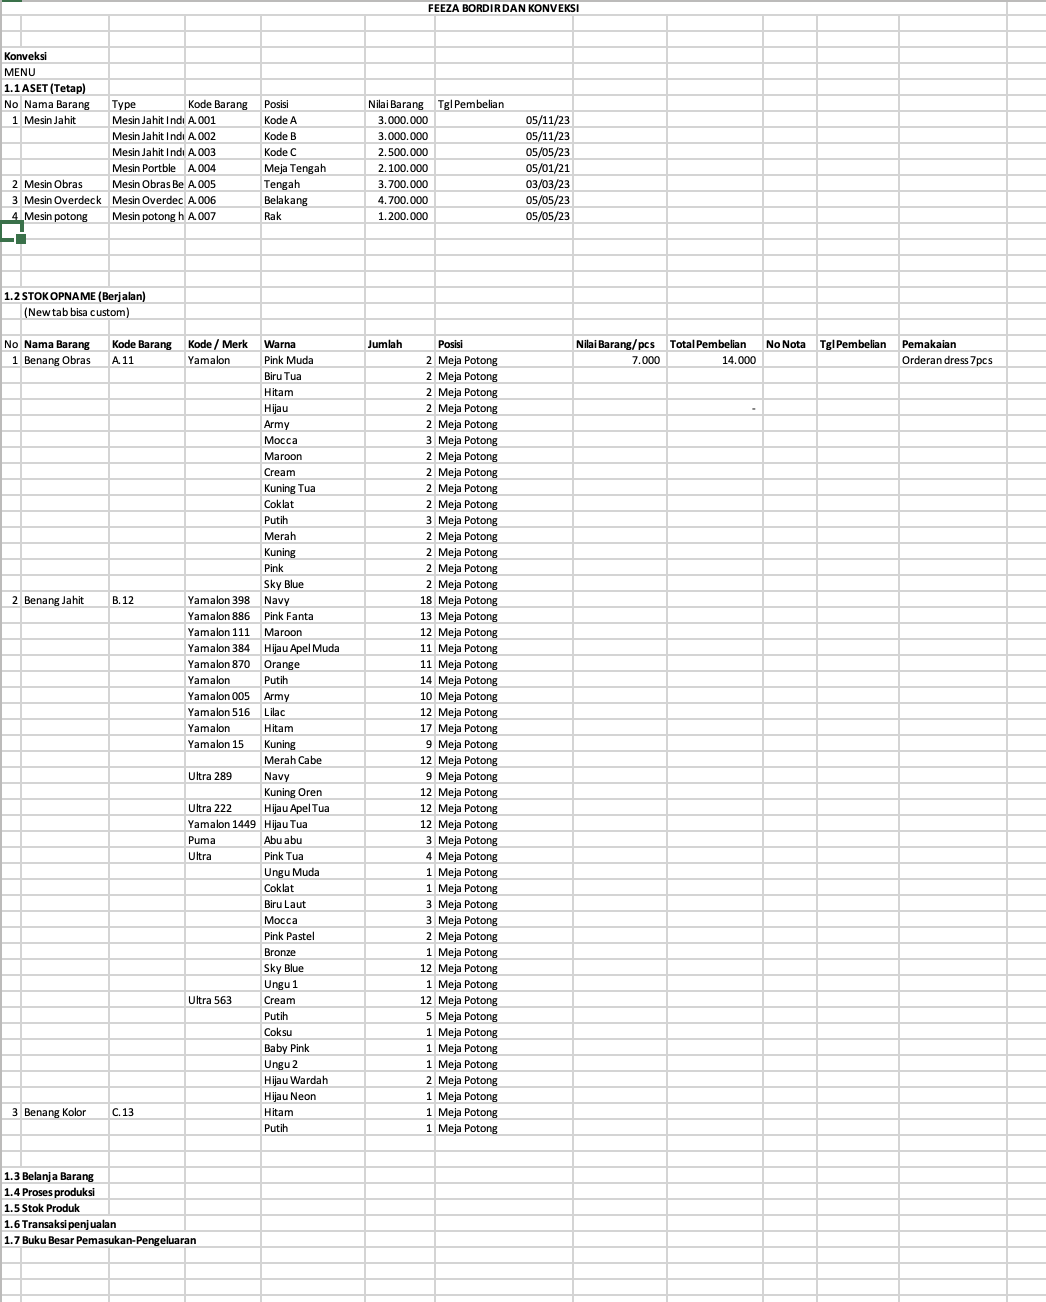 FEEZA BORDIR DAN KONVEKSI
Konveksi
MENU
1.1 ASET (Tetap)
No Nama Barang Type Kode Barang Posisi Nilai Barang Tgl Pembelian
1 Mesin Jahit Mesin Jahit Indu A.001 Kode A 3.000.000 05/11/23
Mesin Jahit Indu A.002 Kode B 3.000.000 05/11/23
Mesin Jahit Indu A.003 Kode C 2.500.000 05/05/23
Mesin Portble A.004 Meja Tengah 2.100.000 05/01/21
2 Mesin Obras Mesin Obras Be A.005 Tengah 3.700.000 03/03/23
3 Mesin Overdeck Mesin Overdec A.006 Belakang 4.700.000 05/05/23
4 Mesin potong Mesin potong h A.007 Rak 1.200.000 05/05/23
1.2 STOK OPNAME (Berjalan)
(New tab bisa custom)
No Nama Barang Kode Barang Kode / Merk Warna Jumlah Posisi Nilai Barang/pcs Total Pembelian No Nota Tgl Pembelian Pemakaian
1 Benang Obras A.11 Yamalon Pink Muda 2 Meja Potong 7.000 14.000 Orderan dress 7pcs
Biru Tua 2 Meja Potong
Hitam 2 Meja Potong
Hijau 2 Meja Potong -
Army 2 Meja Potong
Mocca 3 Meja Potong
Maroon 2 Meja Potong
Cream 2 Meja Potong
Kuning Tua 2 Meja Potong
Coklat 2 Meja Potong
Putih 3 Meja Potong
Merah 2 Meja Potong
Kuning 2 Meja Potong
Pink 2 Meja Potong
Sky Blue 2 Meja Potong
2 Benang Jahit B.12 Yamalon 398 Navy 18 Meja Potong
Yamalon 886 Pink Fanta 13 Meja Potong
Yamalon 111 Maroon 12 Meja Potong
Yamalon 384 Hijau Apel Muda 11 Meja Potong
Yamalon 870 Orange 11 Meja Potong
Yamalon Putih 14 Meja Potong
Yamalon 005 Army 10 Meja Potong
Yamalon 516 Lilac 12 Meja Potong
Yamalon Hitam 17 Meja Potong
Yamalon 15 Kuning 9 Meja Potong
Merah Cabe 12 Meja Potong
Ultra 289 Navy 9 Meja Potong
Kuning Oren 12 Meja Potong
Ultra 222 Hijau Apel Tua 12 Meja Potong
Yamalon 1449 Hijau Tua 12 Meja Potong
Puma Abu abu 3 Meja Potong
Ultra Pink Tua 4 Meja Potong
Ungu Muda 1 Meja Potong
Coklat 1 Meja Potong
Biru Laut 3 Meja Potong
Mocca 3 Meja Potong
Pink Pastel 2 Meja Potong
Bronze 1 Meja Potong
Sky Blue 12 Meja Potong
Ungu 1 1 Meja Potong
Ultra 563 Cream 12 Meja Potong
Putih 5 Meja Potong
Coksu 1 Meja Potong
Baby Pink 1 Meja Potong
Ungu 2 1 Meja Potong
Hijau Wardah 2 Meja Potong
Hijau Neon 1 Meja Potong
3 Benang Kolor C.13 Hitam 1 Meja Potong
Putih 1 Meja Potong
1.3 Belanja Barang
1.4 Proses produksi
1.5 Stok Produk
1.6 Transaksi penjualan
1.7 Buku Besar Pemasukan-Pengeluaran